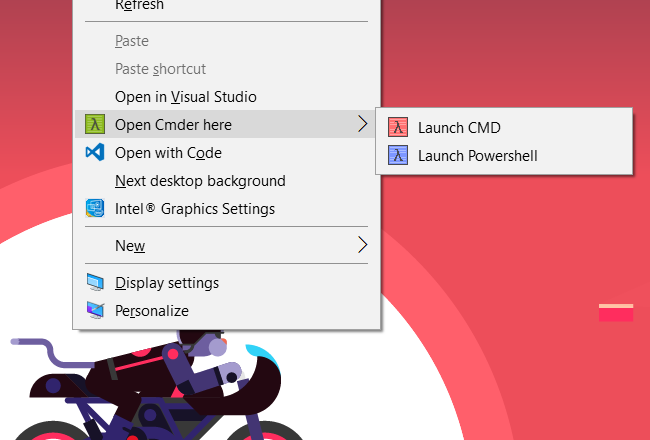 Refresh
Paste
Paste shortcut
Open in Visual Studio
Open Cmder here
Launch CMD
Open with Code
Launch Powershell
Next desktop background
Intel® Graphics Settings
New
Display settings
Personalize